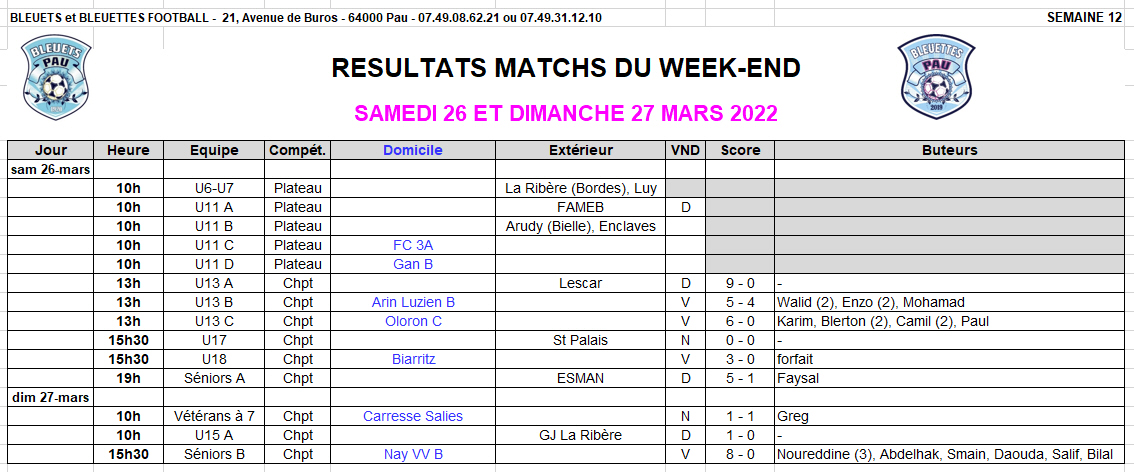 BLEUETS et BLEUETTES FOOTBALL - 21, Avenue de Buros - 64000 Pau - 07.49.08.62.21 ou 07.49.31.12.10 SEMAINE 12
BLEUETS
PAU
1920
BLEUETTES
PAU
2019
RESULTATS MATCHS DU WEEK-END
SAMEDI 26 ET DIMANCHE 27 MARS 2022
Jour Heure Equipe Compét. Domicile Extérieur VND Score Buteurs
sam 26-mars
10h U6-U7 Plateau La Ribère (Bordes), Luy
10h U11 A Plateau FAMEB D
10h U11 B Plateau Arudy (Bielle), Enclaves
10h U11 C Plateau FC 3A
10h U11 D Plateau Gan B
13h U13 A Chpt Lescar D 9 - 0 -
13h U13 B Chpt Arin Luzien B V 5 - 4 Walid (2), Enzo (2), Mohamad
13h U13 C Chpt Oloron C V 6 - 0 Karim, Blerton (2), Camil (2), Paul
15h30 U17 Chpt St Palais N 0 - 0 -
15h30 U18 Chpt Biarritz V 3 - 0 forfait
19h Séniors A Chpt ESMAN D 5 - 1 Faysal
dim 27-mars
10h Vétérans à 7 Chpt Carresse Salies N 1 - 1 Greg
10h U15 A Chpt GJ La Ribère D 1 - 0 -
15h30 Séniors B Chpt Nay VV B V 8 - 0 Noureddine (3), Abdelhak, Smain, Daouda, Salif, Bilal